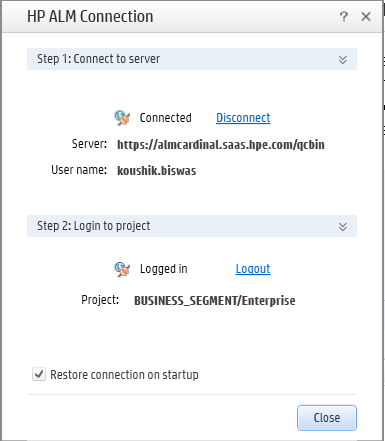 HP ALM Connection ? ×
Step 1: Connect to server
Connected Disconnect
Server: https://almcardinal.saas.hpe.com/qcbin
User name: koushik.biswas
Step 2: Login to project
Logged in Logout
Project: BUSINESS_SEGMENT/Enterprise
Restore connection on startup
Close